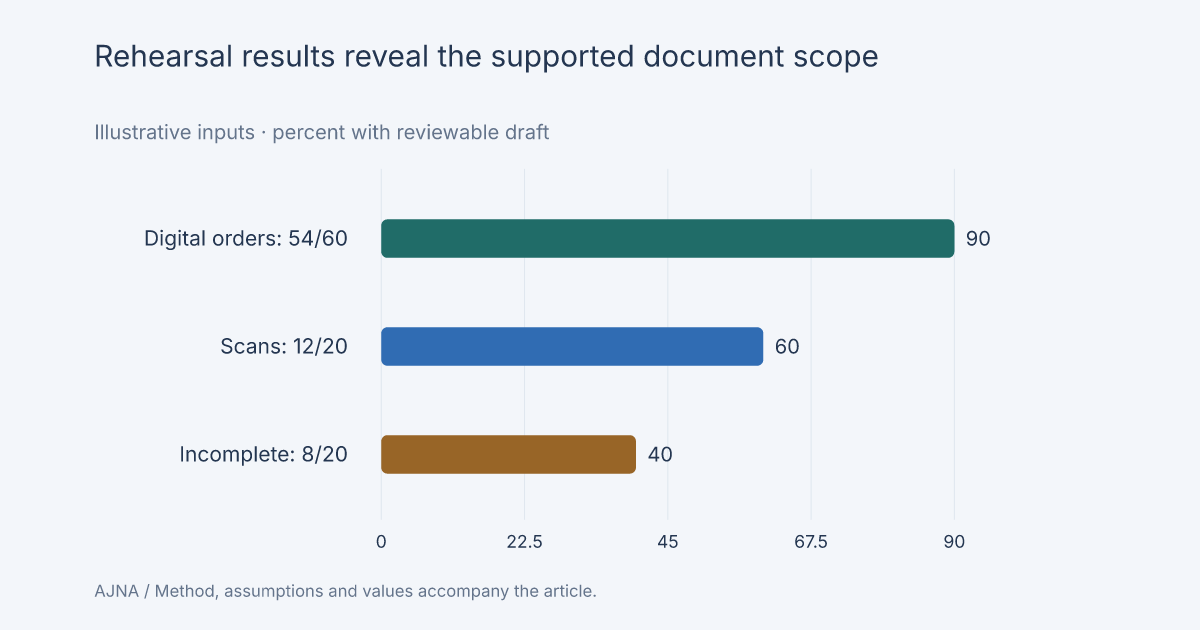 Rehearsal results reveal the supported document scope
Illustrative inputs · percent with reviewable draft
Digital orders: 54/60
90
Scans: 12/20
60
Incomplete: 8/20
40
0 22.5 45 67.5 90
AJNA / Method, assumptions and values accompany the article.